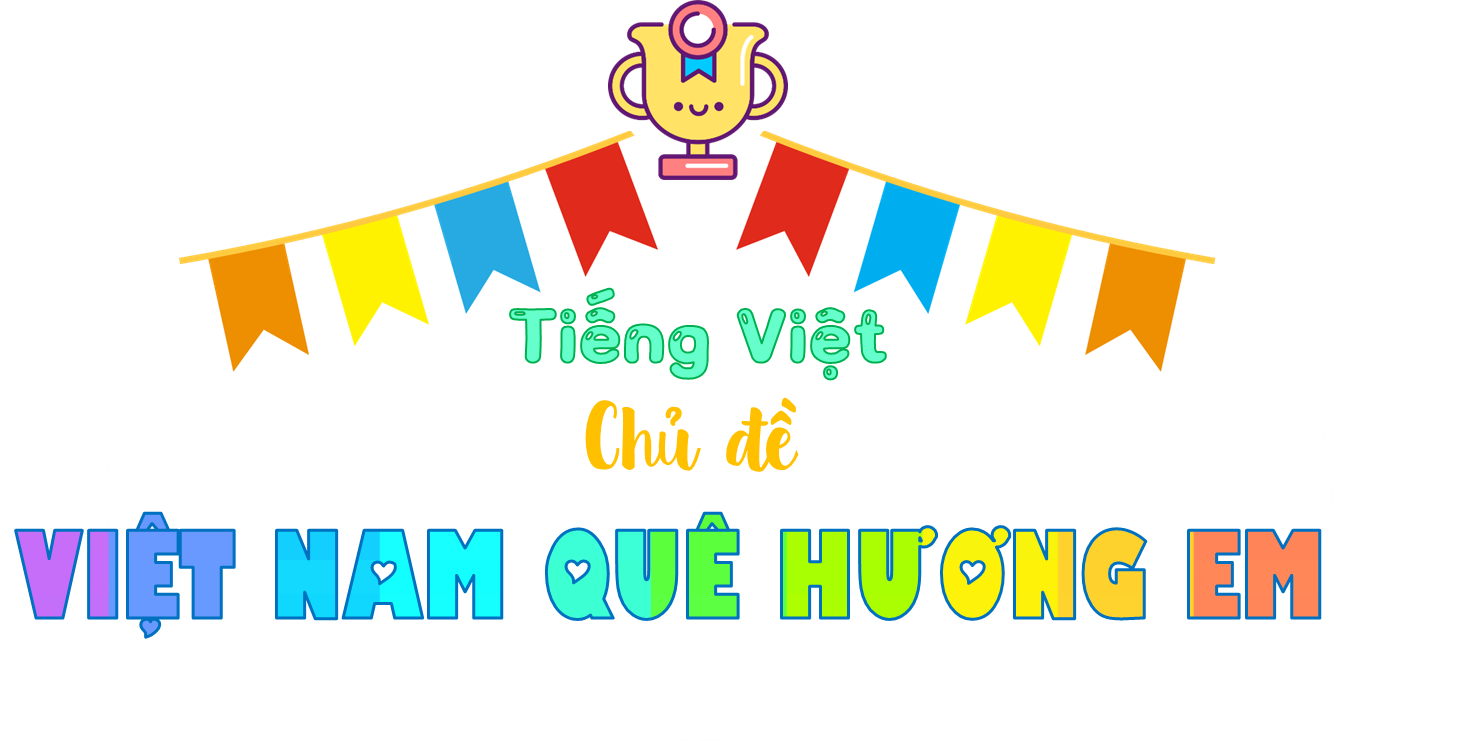 Tiếng Việt
Chủ đề
VIỆT NAM QUÊ HƯƠNG EM